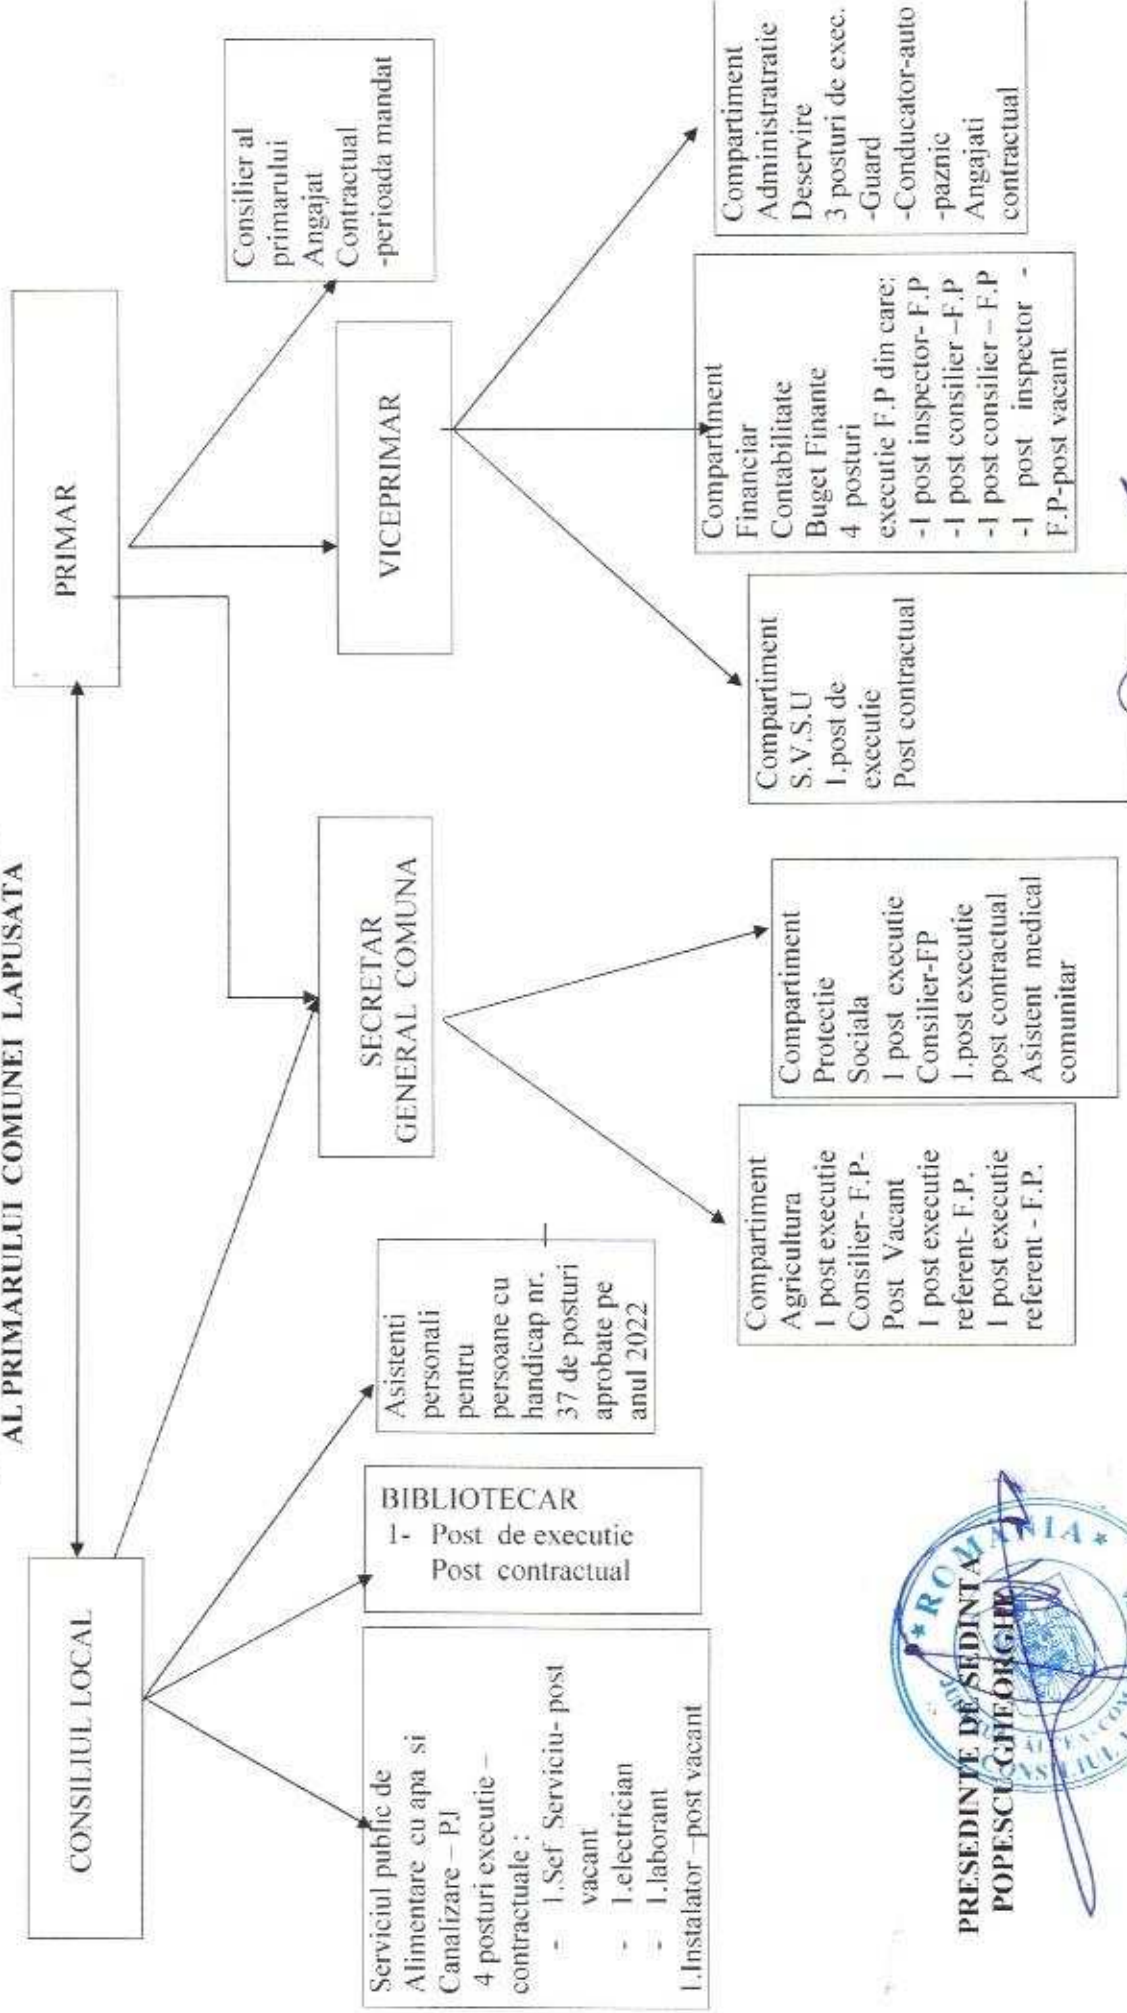 AL PRIMARULUI COMUNEI LAPUSATA
CONSILIUL LOCAL
PRIMAR
Consilier al
primarului
Angajat
Contractual
-perioada mandat
SECRETAR
GENERAL COMUNA
VICEPRIMAR
Serviciul public de
Alimentare cu apa si
Canalizare – PJ
4 posturi executie –
contractuale :
- 1.Sef Serviciu- post
vacant
- 1.electrician
- 1.laborant
1.Instalator –post vacant
BIBLIOTECAR
1- Post de executie
Post contractual
Asistenti
personali
pentru
persoane cu
handicap nr.
37 de posturi
aprobate pe
anul 2022
Compartiment
Agricultura
1 post executie
Consilier- F.P-
Post Vacant
1 post executie
referent- F.P.
1 post executie
referent - F.P.
Compartiment
Protectie
Sociala
1 post executie
Consilier-FP
1.post executie
post contractual
Asistent medical
comunitar
Compartiment
S.V.S.U
1.post de
executie
Post contractual
Compartiment
Financiar
Contabilitate
Buget Finante
4 posturi
executie F.P din care:
-1 post inspector- F.P
-1 post consilier –F.P
-1 post consilier – F.P
-1 post inspector -
F.P-post vacant
Compartiment
Administratratie
Deservire
3 posturi de exec.
-Guard
-Conducator-auto
-paznic
Angajati
contractual
PRESEDINTE DE SEDINTA
POPESCU GHEORGHE
★ ROMANIA ★